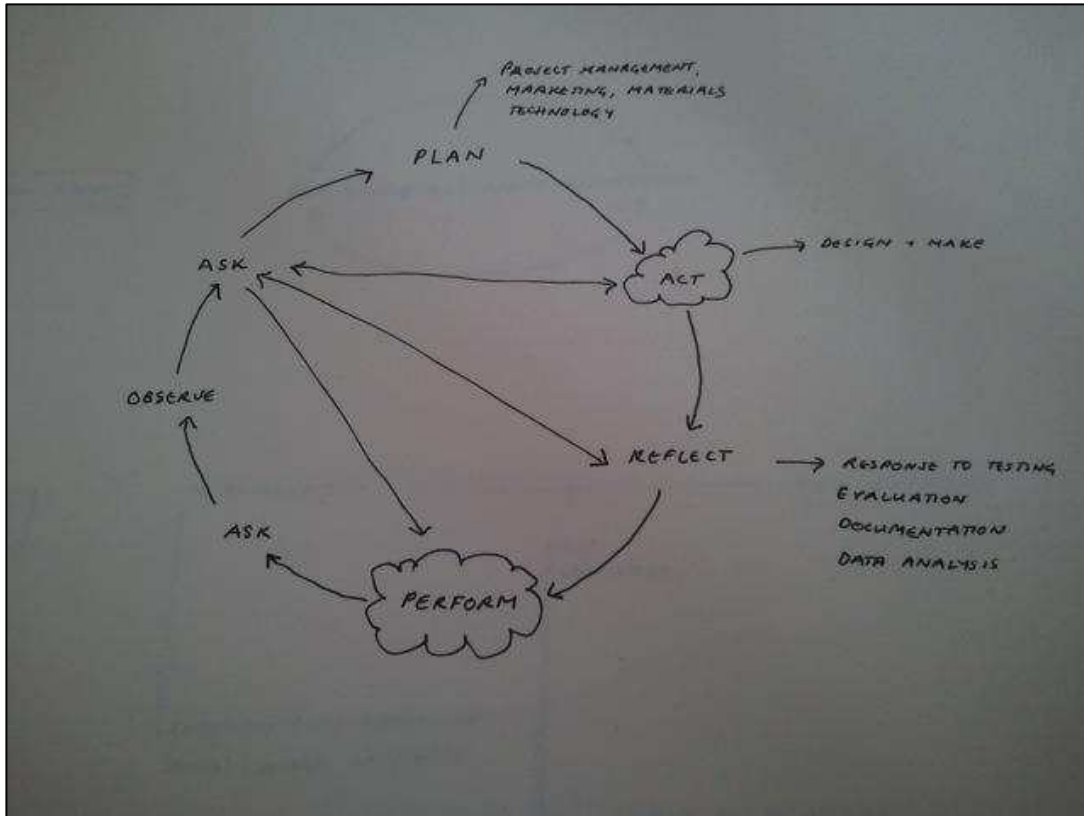 PROJECT MANAGEMENT,
MARKETING, MATERIALS
TECHNOLOGY
PLAN
ASK
ACT
DESIGN + MAKE
OBSERVE
REFLECT
RESPONSE TO TESTING
EVALUATION
DOCUMENTATION
DATA ANALYSIS
ASK
PERFORM